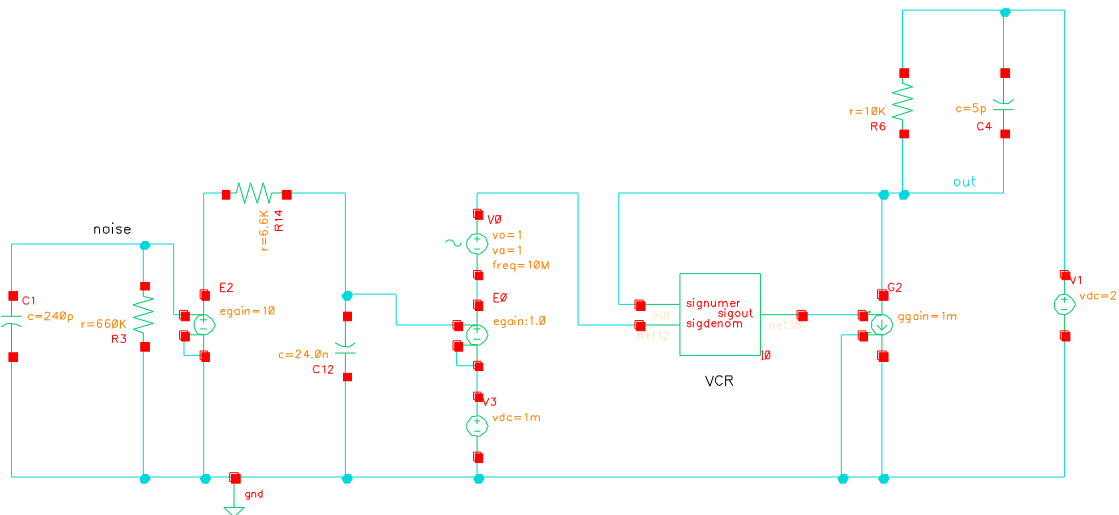 noise
C1
c=240p
r=660K
R3
E2
egain=10
r=6.6K
R14
c=24.0n
C12
V0
vo=1
va=1
freq=10M
E0
egain:1.0
V3
vdc=1m
gnd
signumer
sigout
sigdenom
out
net12
net18
I0
VCR
r=10K
R6
c=5p
C4
out
G2
ggain=1m
V1
vdc=2